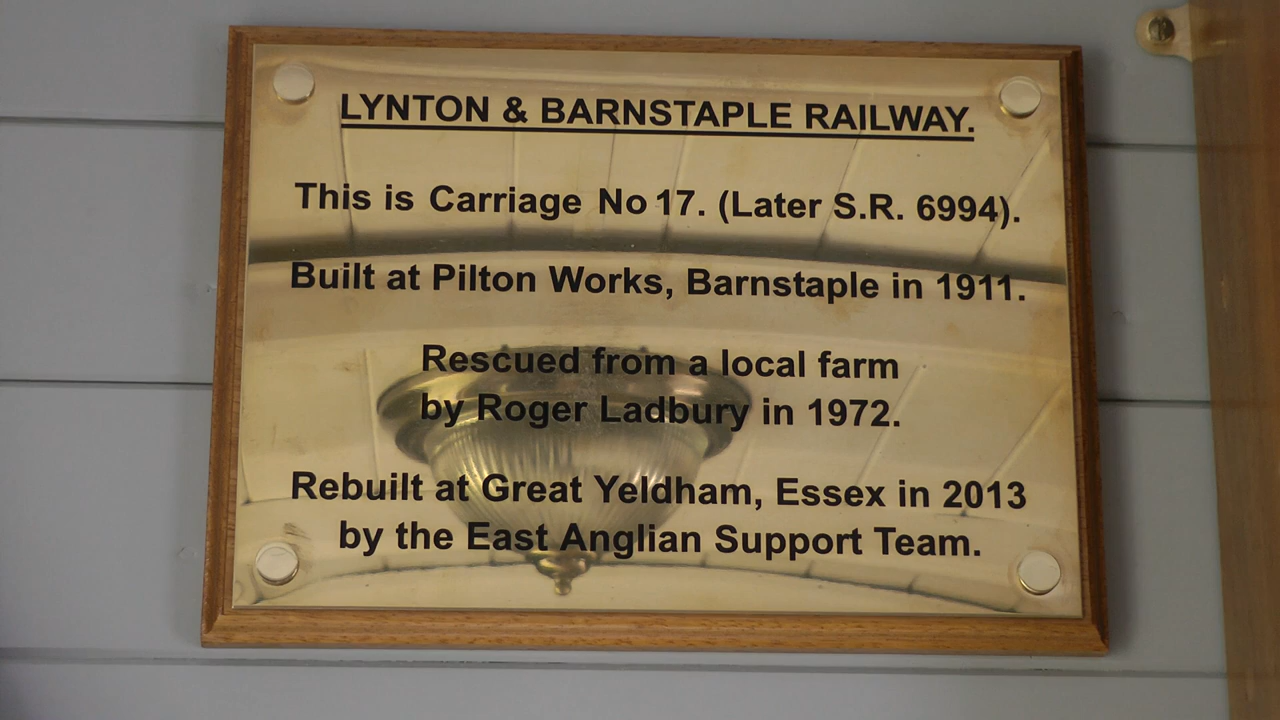 LYNTON & BARNSTAPLE RAILWAY.
This is Carriage No 17. (Later S.R. 6994).
Built at Pilton Works, Barnstaple in 1911.
Rescued from a local farm
by Roger Ladbury in 1972.
Rebuilt at Great Yeldham, Essex in 2013
by the East Anglian Support Team.